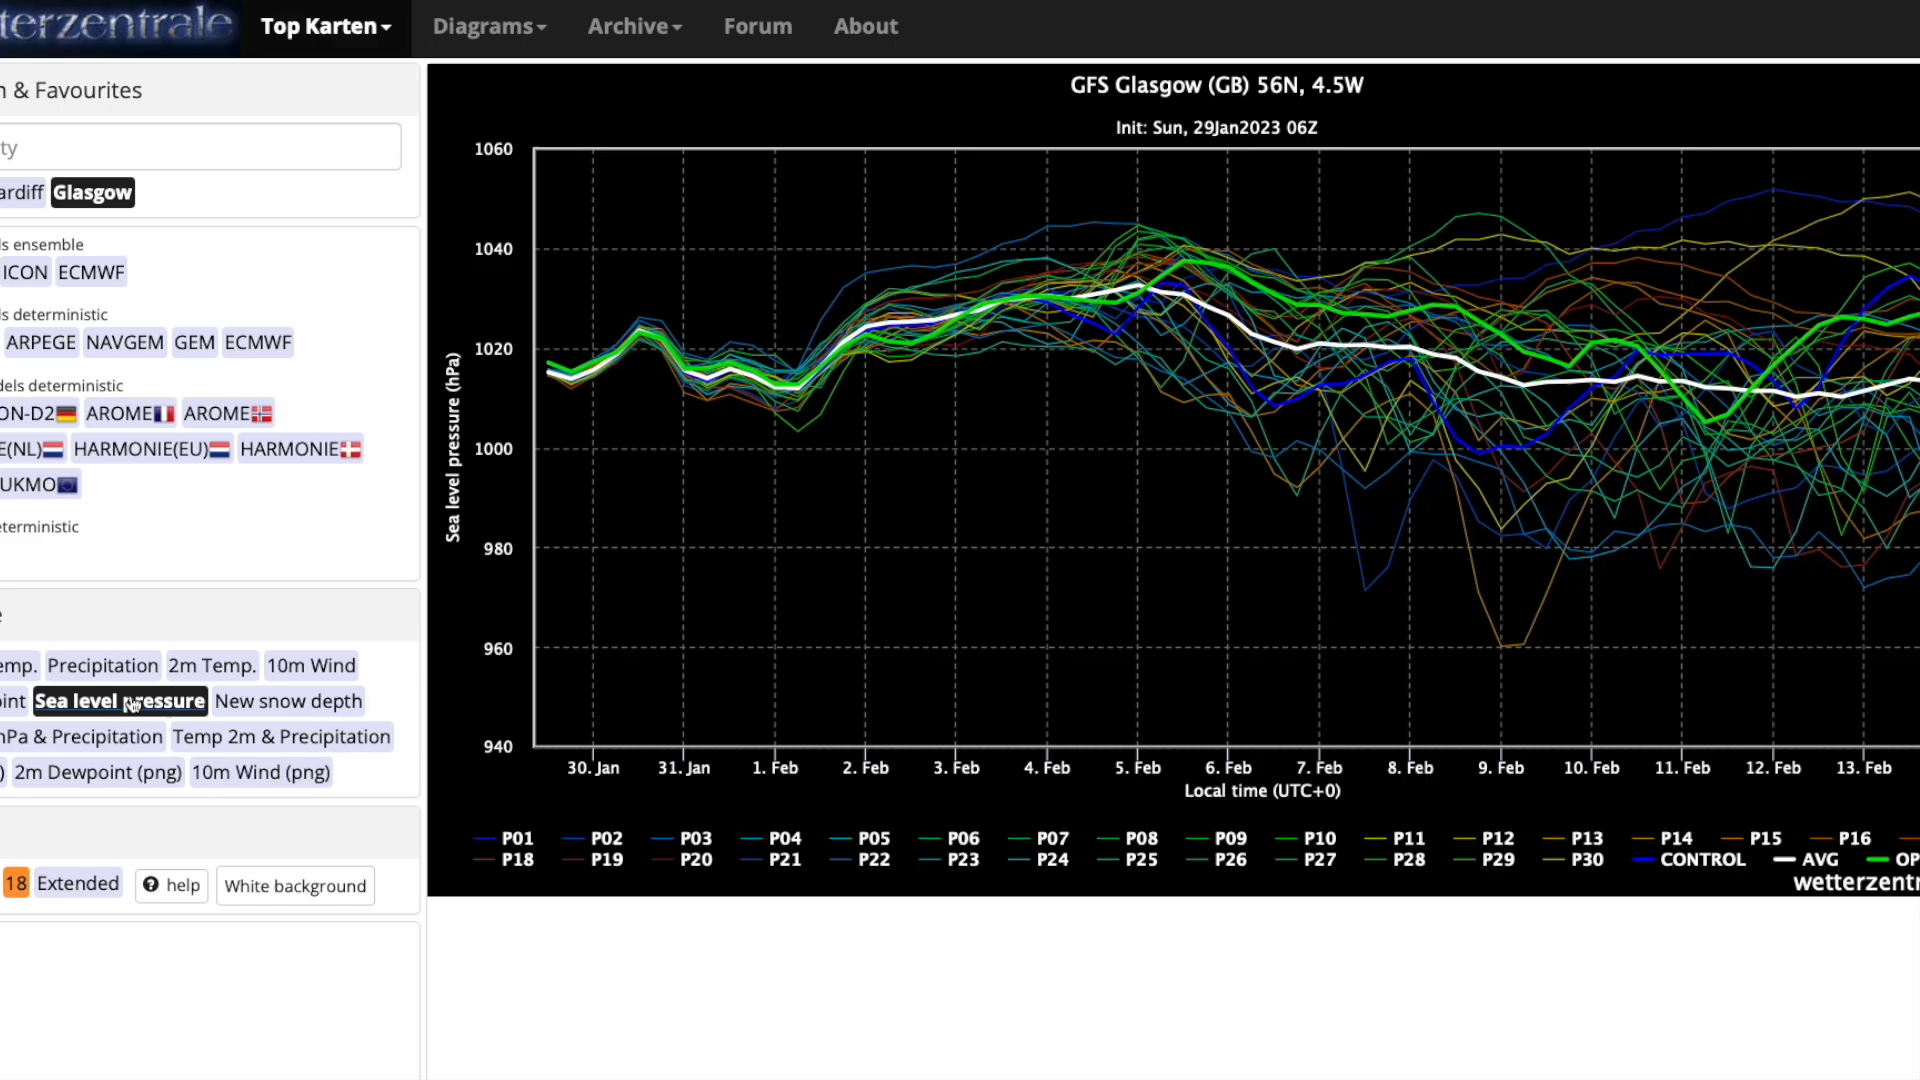 terzentrale Top Karten Diagrams Archive Forum About
n & Favourites
ty
ardiff Glasgow
ls ensemble
ICON ECMWF
ls deterministic
ARPEGE NAVGEM GEM ECMWF
dels deterministic
ON-D2 AROME AROME
E(NL) HARMONIE(EU) HARMONIE
UKMO
eterministic
e
emp. Precipitation 2m Temp. 10m Wind
oint Sea level pressure New snow depth
hPa & Precipitation Temp 2m & Precipitation
) 2m Dewpoint (png) 10m Wind (png)
18 Extended help White background
GFS Glasgow (GB) 56N, 4.5W
Init: Sun, 29Jan2023 06Z
Sea level pressure (hPa)
1060
1040
1020
1000
980
960
940
30. Jan 31. Jan 1. Feb 2. Feb 3. Feb 4. Feb 5. Feb 6. Feb 7. Feb 8. Feb 9. Feb 10. Feb 11. Feb 12. Feb 13. Feb
Local time (UTC+0)
P01 P02 P03 P04 P05 P06 P07 P08 P09 P10 P11 P12 P13 P14 P15 P16
P18 P19 P20 P21 P22 P23 P24 P25 P26 P27 P28 P29 P30 CONTROL AVG OP
wetterzentr